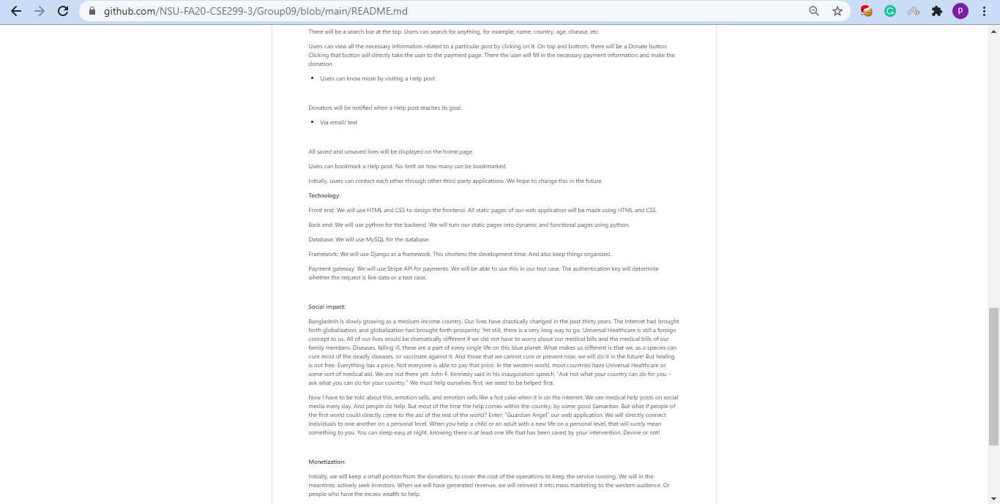 github.com/NSU-FA20-CSE299-3/Group09/blob/main/README.md
P
There will be a search bar at the top. Users can search for anything, for example, name, country, age, disease, etc.
Users can view all the necessary information related to a particular post by clicking on it. On top and bottom, there will be a Donate button.
Clicking that button will directly take the user to the payment page. There the user will fill in the necessary payment information and make the
donation.
• Users can know more by visiting a Help post
Donators will be notified when a Help post reaches its goal.
• Via email/ text
All saved and unsaved lives will be displayed on the home page.
Users can bookmark a Help post. No limit on how many can be bookmarked.
Initially, users can contact each other through other third-party applications. We hope to change this in the future.
Technology:
Front end: We will use HTML and CSS to design the frontend. All static pages of our web application will be made using HTML and CSS.
Back end: We will use python for the backend. We will turn our static pages into dynamic and functional pages using python.
Database: We will use MySQL for the database.
Framework: We will use Django as a framework. This shortens the development time. And also keep things organized.
Payment gateway: We will use Stripe API for payments. We will be able to use this in our test case. The authentication key will determine
whether the request is live data or a test case.
Social impact:
Bangladesh is slowly growing as a medium-income country. Our lives have drastically changed in the past thirty years. The Internet had brought
forth globalization, and globalization had brought forth prosperity. Yet still, there is a very long way to go. Universal Healthcare is still a foreign
concept to us. All of our lives would be dramatically different if we did not have to worry about our medical bills and the medical bills of our
family members. Diseases, falling ill, these are a part of every single life on this blue planet. What makes us different is that we, as a species can
cure most of the deadly diseases, or vaccinate against it. And those that we cannot cure or prevent now, we will do it in the future! But healing
is not free. Everything has a price. Not everyone is able to pay that price. In the western world, most countries have Universal Healthcare or
some sort of medical aid. We are not there yet. John F. Kennedy said in his inauguration speech, "Ask not what your country can do for you –
ask what you can do for your country." We must help ourselves first, we need to be helped first.
Now I have to be told about this, emotion sells, and emotion sells like a hot cake when it is on the internet. We see medical help posts on social
media every day. And people do help. But most of the time the help comes within the country, by some good Samaritan. But what if people of
the first world could directly come to the aid of the rest of the world? Enter, "Guardian Angel" our web application. We will directly connect
individuals to one another on a personal level. When you help a child or an adult with a new life on a personal level, that will surely mean
something to you. You can sleep easy at night, knowing there is at least one life that has been saved by your intervention, Devine or not!
Monetization:
Initially, we will keep a small portion from the donations to cover the cost of the operations to keep the service running. We will in the
meantime, actively seek investors. When we will have generated revenue, we will reinvest it into mass marketing to the western audience. Or
people who have the excess wealth to help.